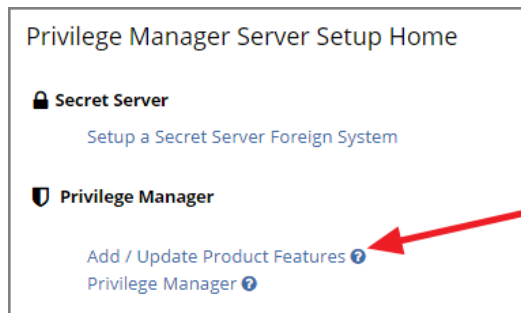 Privilege Manager Server Setup Home
Secret Server
Setup a Secret Server Foreign System
Privilege Manager
Add / Update Product Features ?
Privilege Manager ?